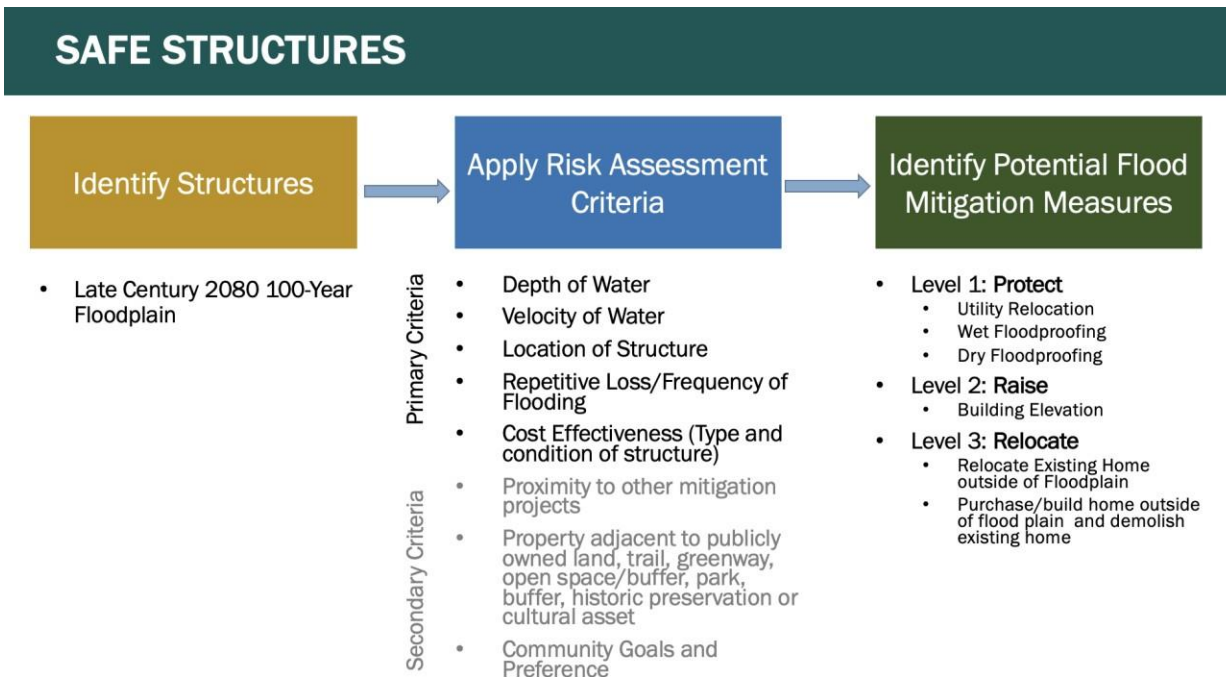 SAFE STRUCTURES
Identify Structures
• Late Century 2080 100-Year
Floodplain
Apply Risk Assessment
Criteria
Primary Criteria
• Depth of Water
• Velocity of Water
• Location of Structure
• Repetitive Loss/Frequency of
Flooding
• Cost Effectiveness (Type and
condition of structure)
Secondary Criteria
• Proximity to other mitigation
projects
• Property adjacent to publicly
owned land, trail, greenway,
open space/buffer, park,
buffer, historic preservation or
cultural asset
• Community Goals and
Preference
Identify Potential Flood
Mitigation Measures
• Level 1: Protect
• Utility Relocation
• Wet Floodproofing
• Dry Floodproofing
• Level 2: Raise
• Building Elevation
• Level 3: Relocate
• Relocate Existing Home
outside of Floodplain
• Purchase/build home outside
of flood plain and demolish
existing home